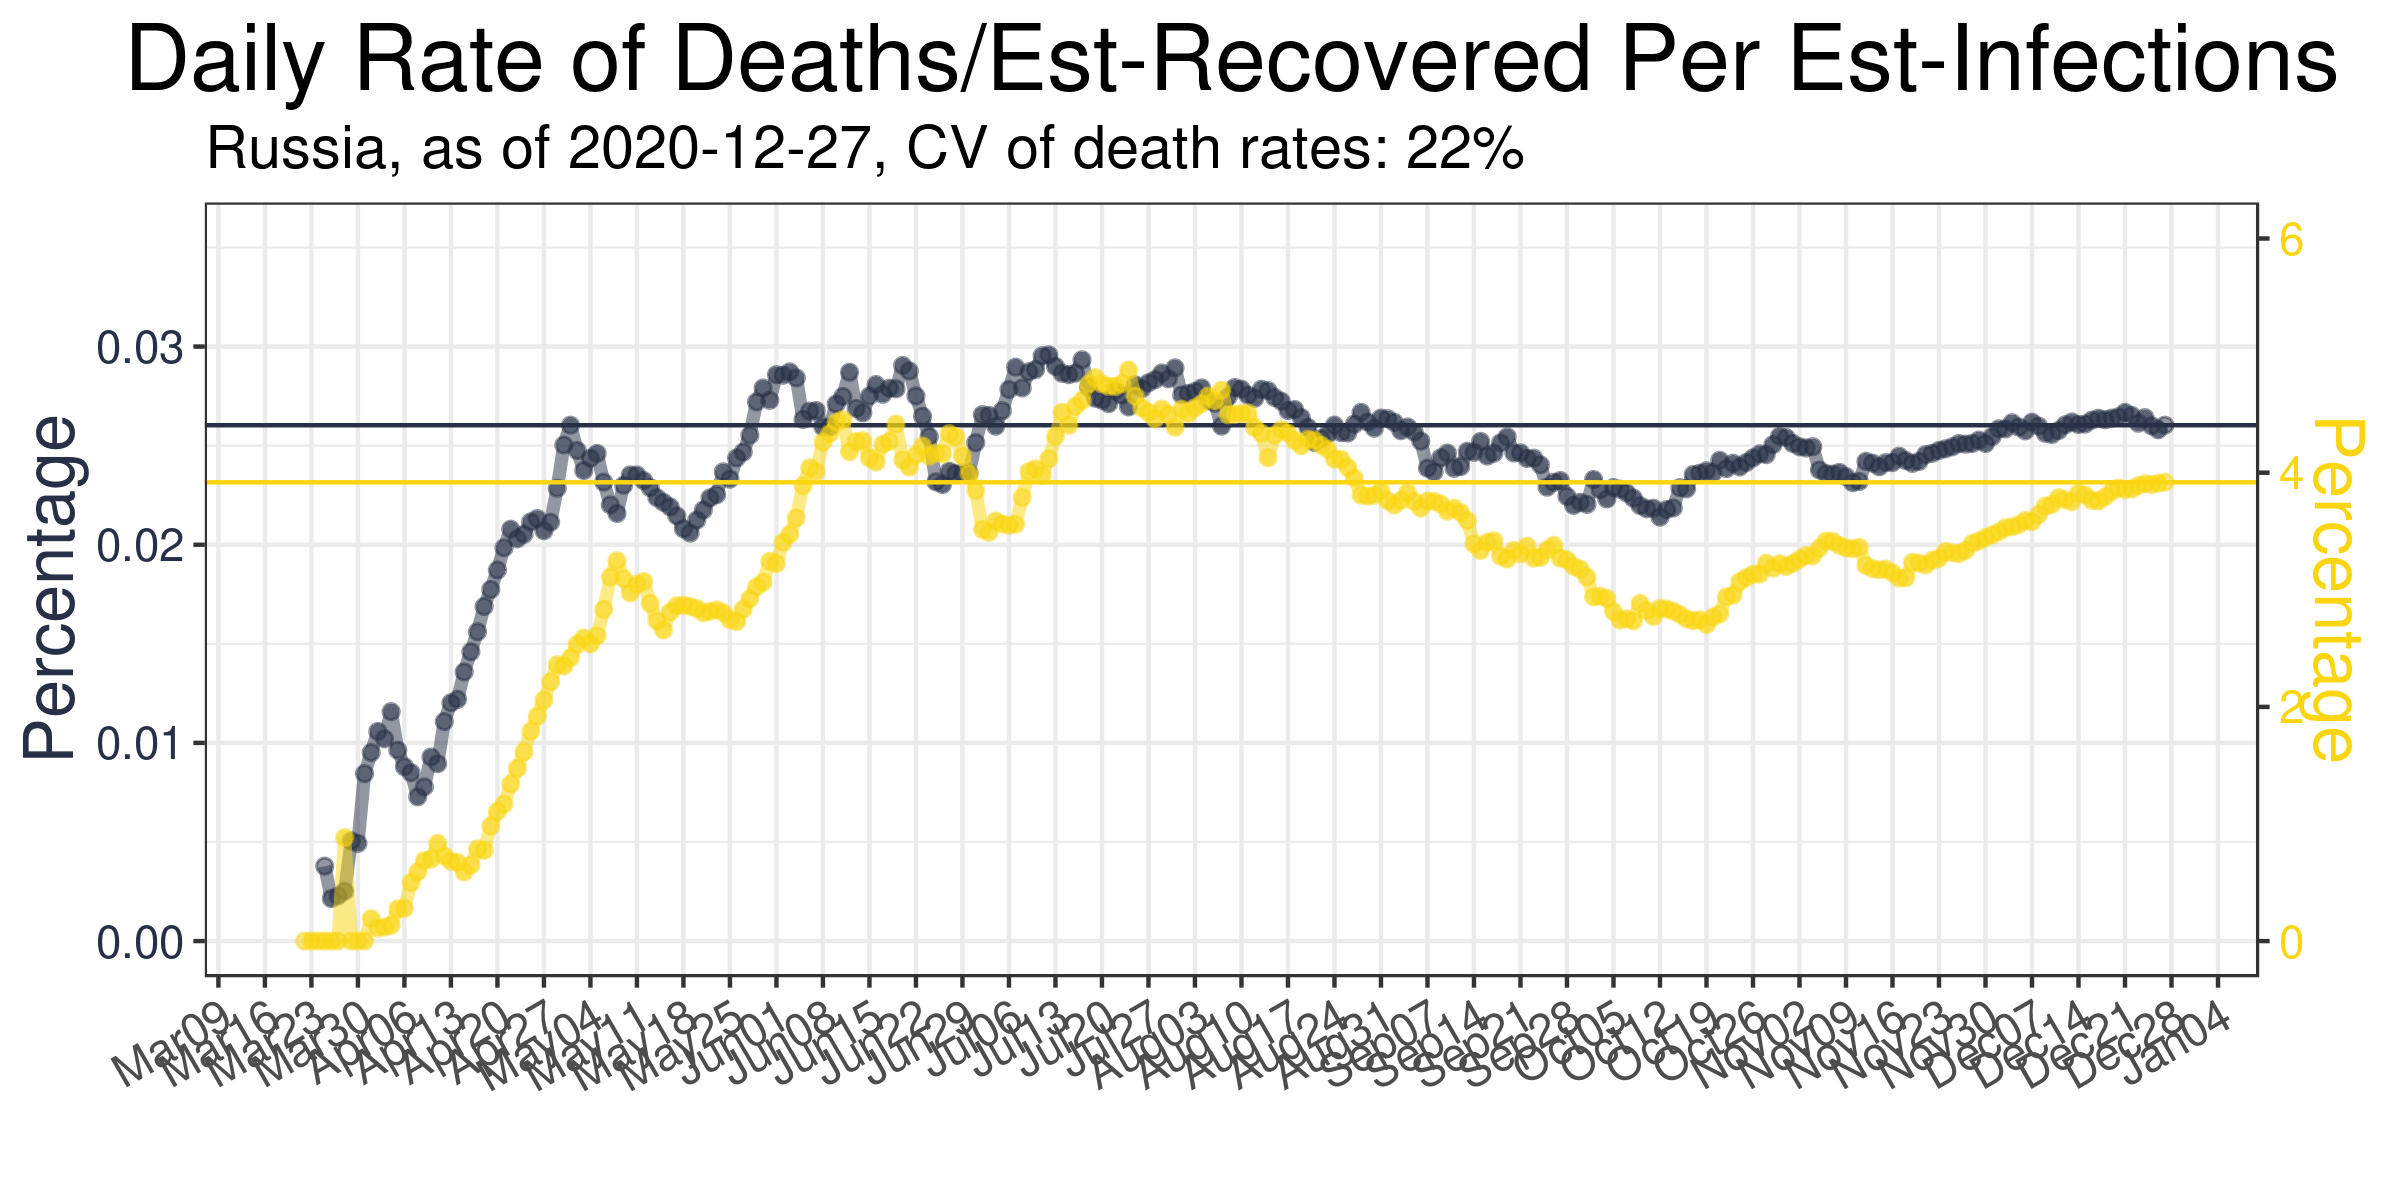 Daily Rate of Deaths/Est-Recovered Per Est-Infections
Russia, as of 2020-12-27, CV of death rates: 22%
Percentage
0.03
0.02
0.01
0.00
6
4
2
0
Percentage
Mar09
Mar16
Mar23
Mar30
Apr06
Apr13
Apr20
Apr27
May04
May11
May18
May25
Jun01
Jun08
Jun15
Jun22
Jun29
Jul06
Jul13
Jul20
Jul27
Aug03
Aug10
Aug17
Aug24
Aug31
Sep07
Sep14
Sep21
Sep28
Oct05
Oct12
Oct19
Oct26
Nov02
Nov09
Nov16
Nov23
Nov30
Dec07
Dec14
Dec21
Dec28
Jan04